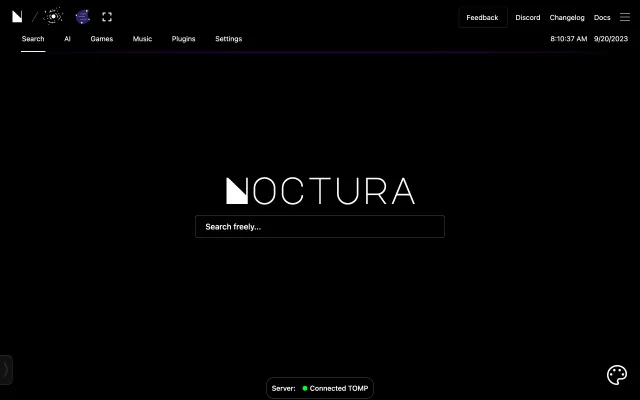 Feedback Discord Changelog Docs
Search AI Games Music Plugins Settings 8:10:37 AM 9/20/2023
NOCTURA
Search freely...
Server: Connected TOMP